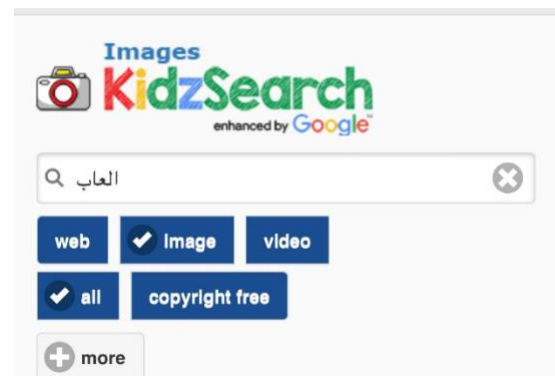 Images
KidzSearch
enhanced by Google
العاب
web Image video
all copyright free
more